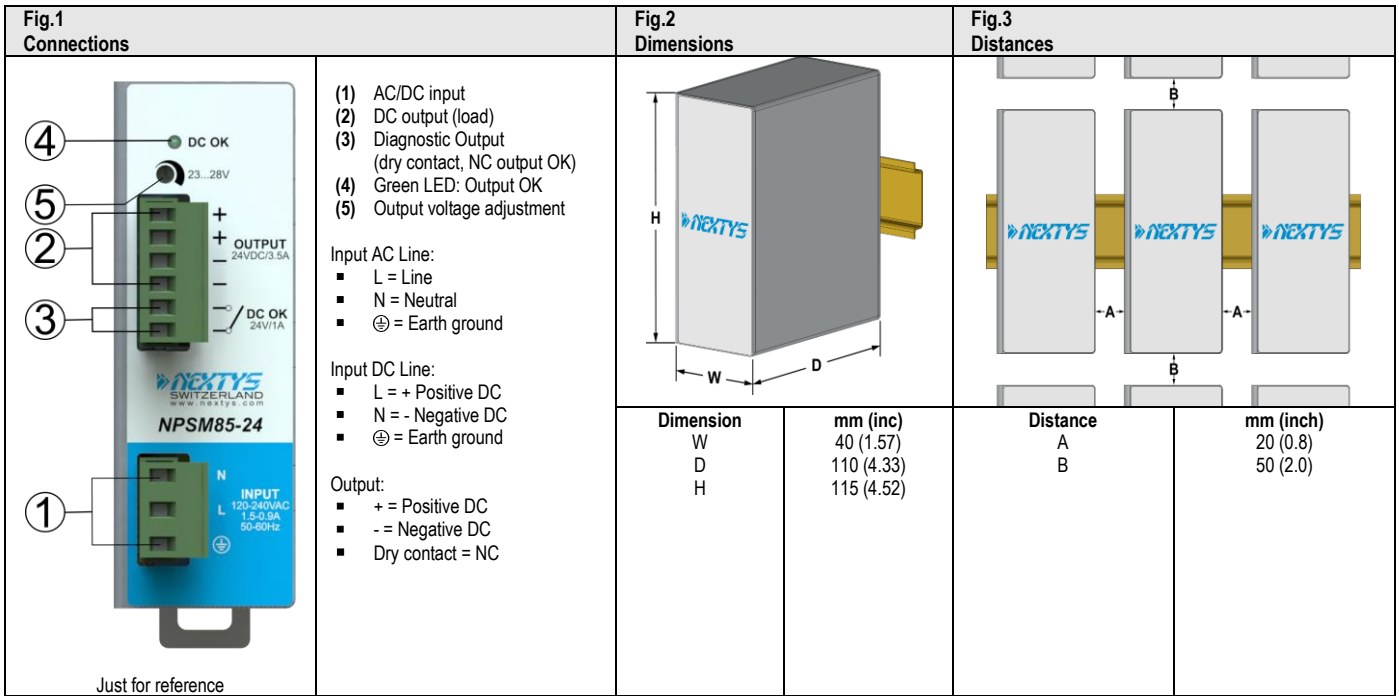 Fig.1
Connections
Fig.2
Dimensions
Fig.3
Distances
4
DC OK
23...28V
5
2
+
+
−
−
OUTPUT
24VDC/3.5A
3
DC OK
24V/1A
NEXTYS
SWITZERLAND
www.nextys.com
NPSM85-24
1
N
L
INPUT
120-240VAC
1.5-0.9A
50-60Hz
Just for reference
(1) AC/DC input
(2) DC output (load)
(3) Diagnostic Output
(dry contact, NC output OK)
(4) Green LED: Output OK
(5) Output voltage adjustment
Input AC Line:
▪ L = Line
▪ N = Neutral
▪ ⏚ = Earth ground
Input DC Line:
▪ L = + Positive DC
▪ N = - Negative DC
▪ ⏚ = Earth ground
Output:
▪ + = Positive DC
▪ - = Negative DC
▪ Dry contact = NC
H
NEXTYS
W
D
Dimension mm (inc)
W 40 (1.57)
D 110 (4.33)
H 115 (4.52)
B
NEXTYS NEXTYS NEXTYS
A A
B
Distance mm (inch)
A 20 (0.8)
B 50 (2.0)